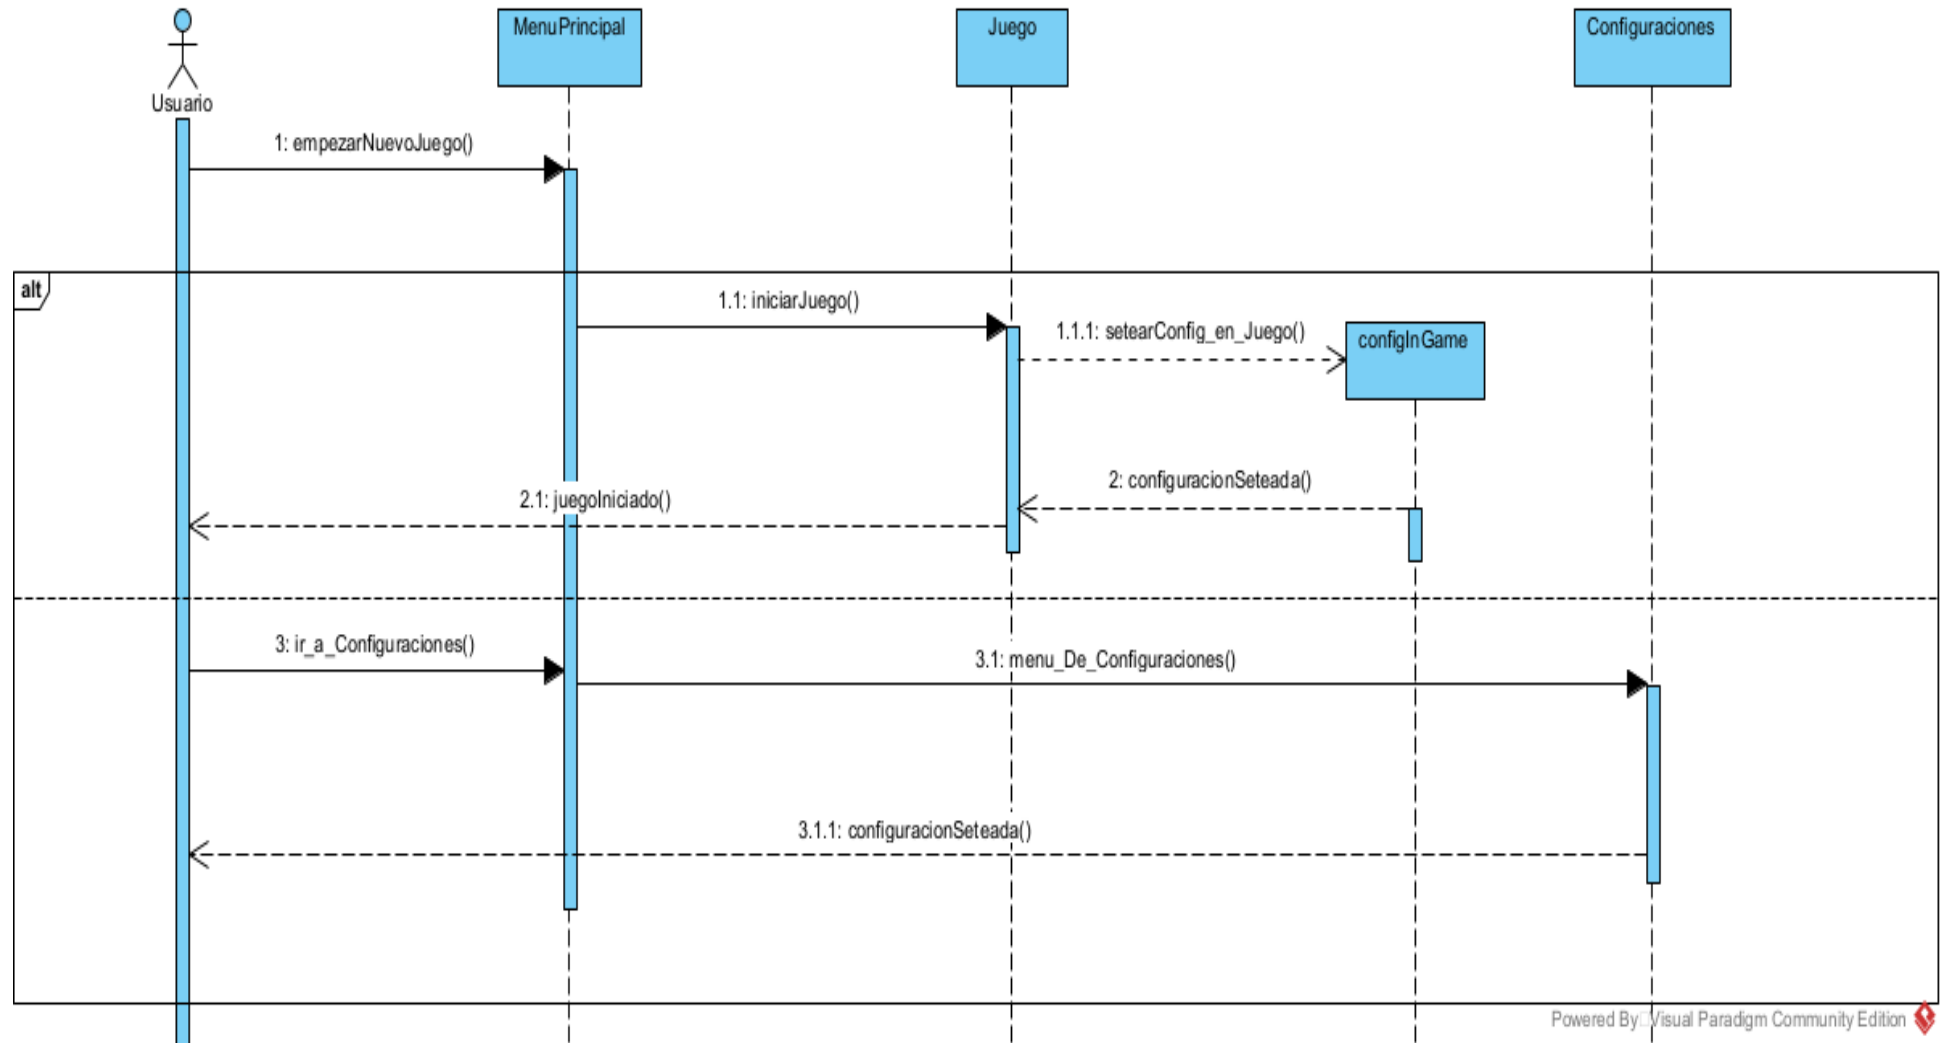 MenuPrincipal
Juego
Configuraciones
Usuario
1: empezarNuevoJuego()
alt
1.1: iniciarJuego()
1.1.1: setearConfig_en_Juego()
configInGame
2: configuracionSeteada()
2.1: juegoIniciado()
3: ir_a_Configuraciones()
3.1: menu_De_Configuraciones()
3.1.1: configuracionSeteada()
Powered By Visual Paradigm Community Edition